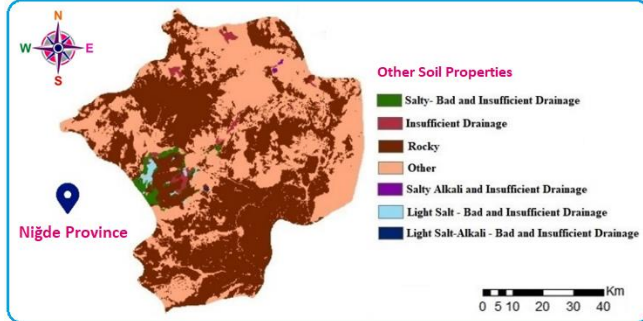 N
W E
S
Other Soil Properties
Salty- Bad and Insufficient Drainage
Insufficient Drainage
Rocky
Other
Salty Alkali and Insufficient Drainage
Light Salt - Bad and Insufficient Drainage
Light Salt-Alkali - Bad and Insufficient Drainage
Niğde Province
Km
0 5 10 20 30 40